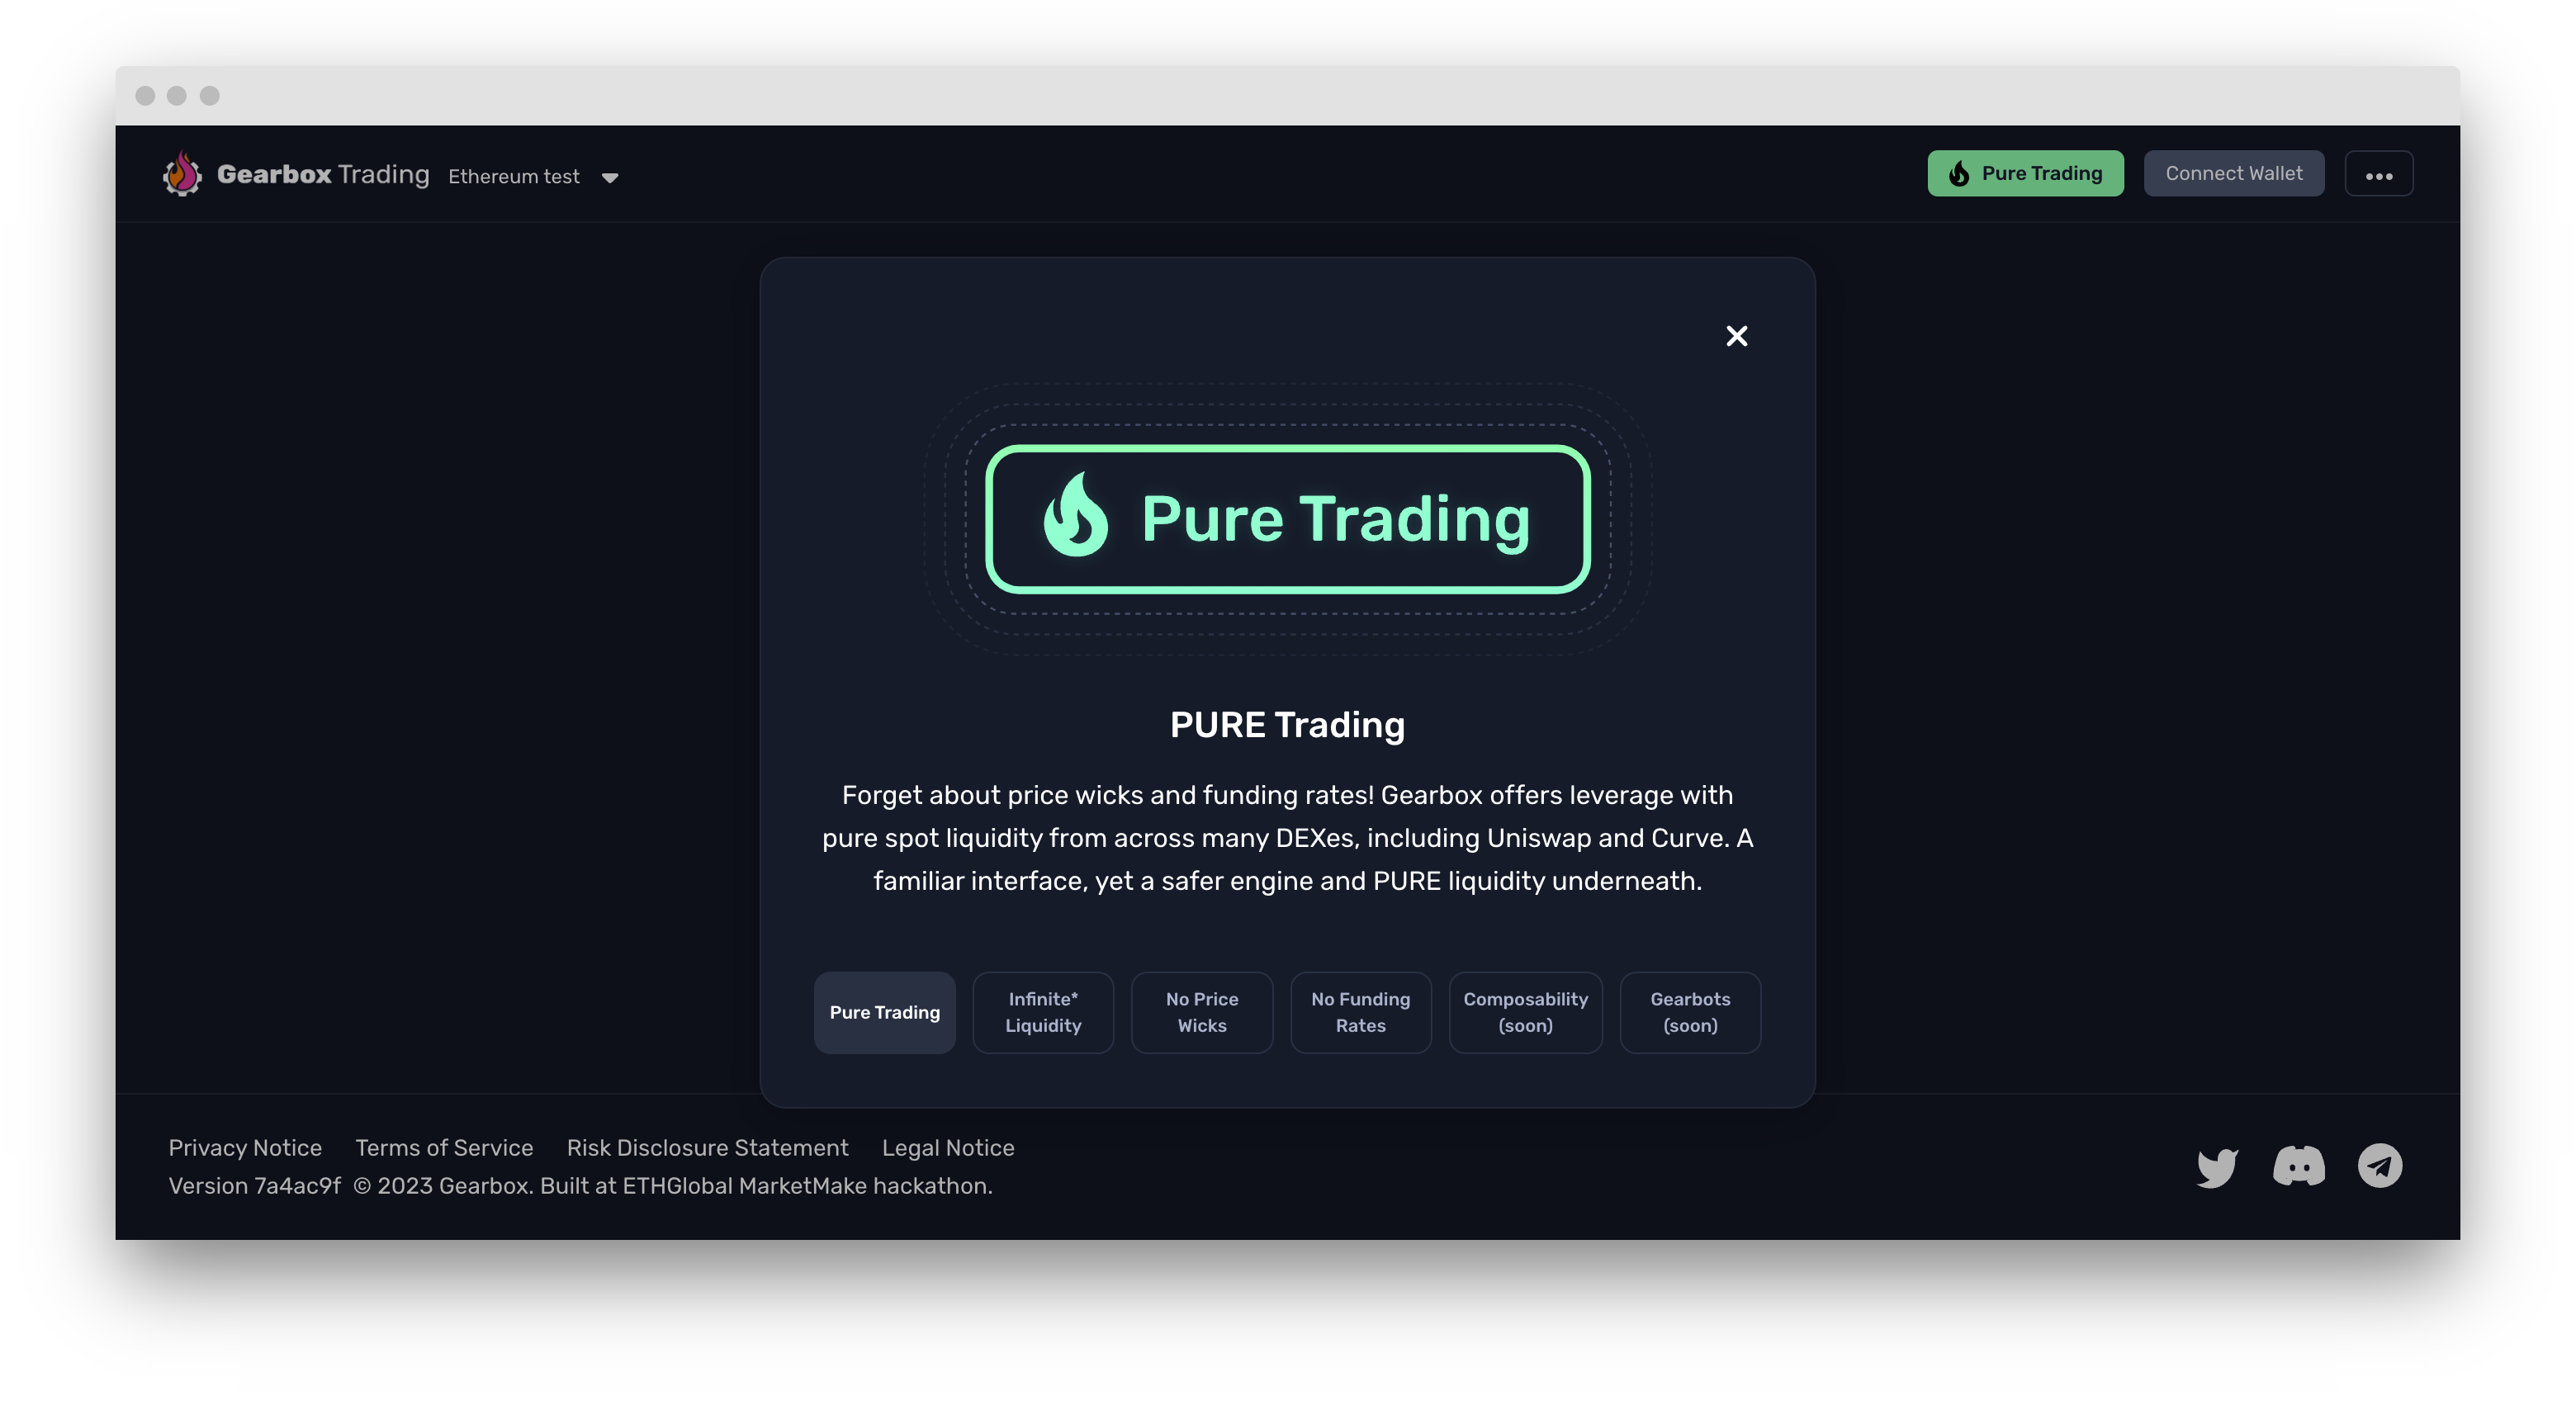 Gearbox Trading Ethereum test
Pure Trading
Connect Wallet
Pure Trading
PURE Trading
Forget about price wicks and funding rates! Gearbox offers leverage with
pure spot liquidity from across many DEXes, including Uniswap and Curve. A
familiar interface, yet a safer engine and PURE liquidity underneath.
Pure Trading
Infinite*
Liquidity
No Price
Wicks
No Funding
Rates
Composability
(soon)
Gearbots
(soon)
Privacy Notice Terms of Service Risk Disclosure Statement Legal Notice
Version 7a4ac9f © 2023 Gearbox. Built at ETHGlobal MarketMake hackathon.